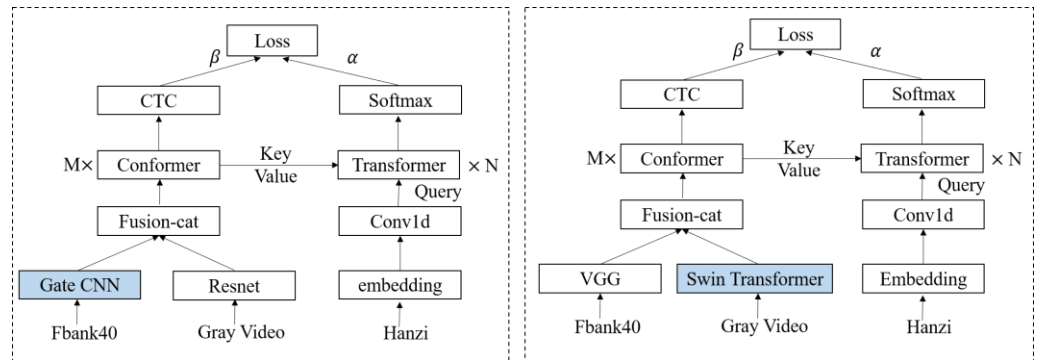 Loss
β
α
CTC
Softmax
M×
Conformer
Key
Value
Transformer
× N
Query
Fusion-cat
Conv1d
Gate CNN
Resnet
embedding
Fbank40
Gray Video
Hanzi
Loss
β
α
CTC
Softmax
M×
Conformer
Key
Value
Transformer
× N
Query
Fusion-cat
Conv1d
VGG
Swin Transformer
Embedding
Fbank40
Gray Video
Hanzi